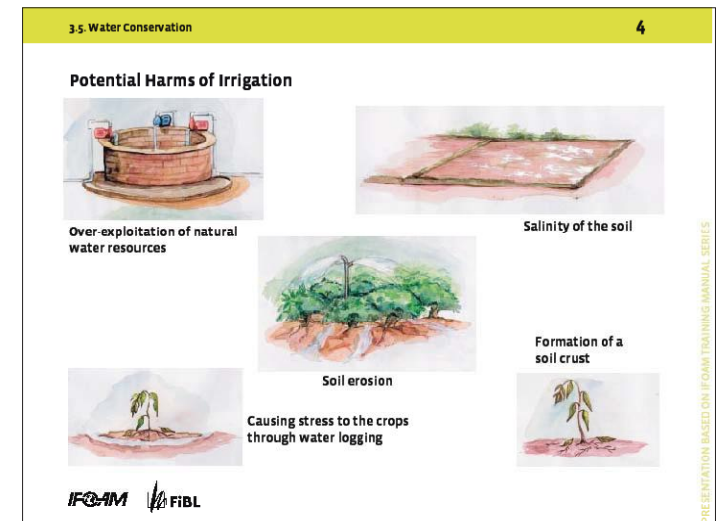 3.5. Water Conservation
4
Potential Harms of Irrigation
Over-exploitation of natural
water resources
Salinity of the soil
Soil erosion
Formation of a
soil crust
Causing stress to the crops
through water logging
IFOAM
FiBL
PRESENTATION BASED ON IFOAM TRAINING MANUAL SERIES